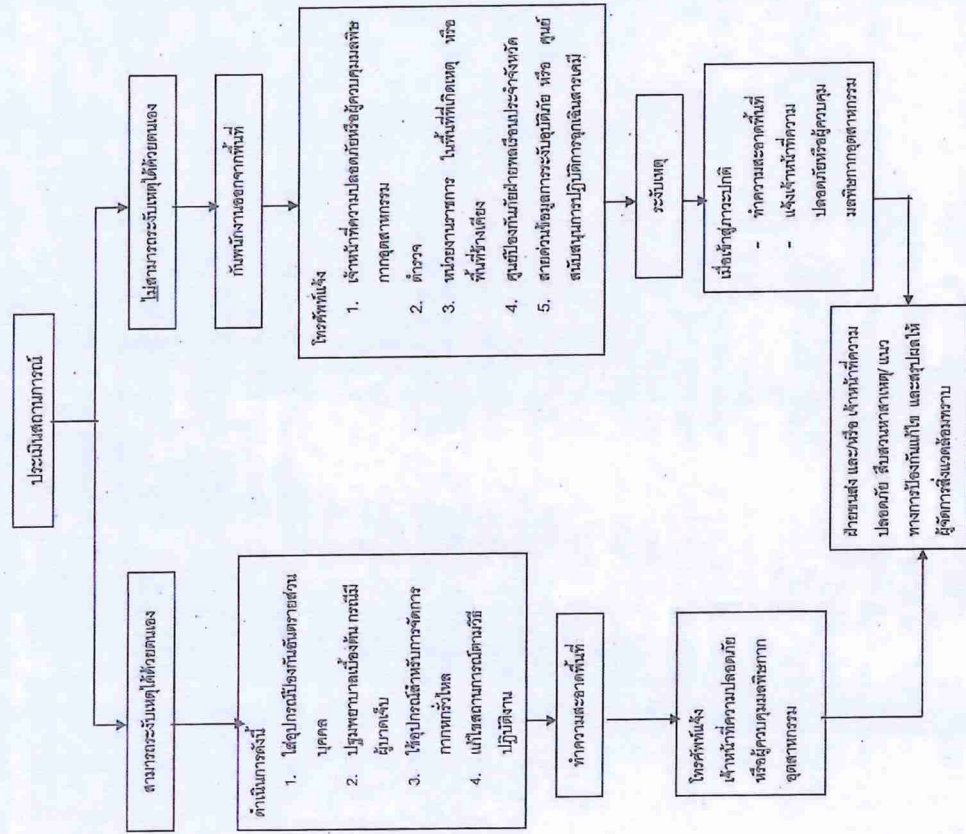 ประเมินสถานการณ์
สามารถระงับเหตุได้ด้วยตนเอง
ดำเนินการดังนี้
1. ใส่อุปกรณ์ป้องกันอันตรายส่วน
บุคคล
2. ปฐมพยาบาลเบื้องต้น กรณีมี
ผู้บาดเจ็บ
3. ใช้อุปกรณ์สำหรับการจัดการ
กากหกรั่วไหล
4. แก้ไขสถานการณ์ตามวิธี
ปฏิบัติงาน
ทำความสะอาดพื้นที่
โทรศัพท์แจ้ง
เจ้าหน้าที่ความปลอดภัย
หรือผู้ควบคุมมลพิษกาก
อุตสาหกรรม
ไม่สามารถระงับเหตุได้ด้วยตนเอง
กันพนักงานออกจากพื้นที่
โทรศัพท์แจ้ง
1. เจ้าหน้าที่ความปลอดภัยหรือผู้ควบคุมมลพิษ
กากอุตสาหกรรม
2. ตำรวจ
3. หน่วยงานราชการ ในพื้นที่ที่เกิดเหตุ หรือ
พื้นที่ข้างเคียง
4. ศูนย์ป้องกันภัยฝ่ายพลเรือนประจำจังหวัด
5. สายด่วนข้อมูลการระงับอุบัติภัย หรือ ศูนย์
สนับสนุนการปฏิบัติการฉุกเฉินสารเคมี
ระงับเหตุ
เมื่อเข้าสู่ภาวะปกติ
- ทำความสะอาดพื้นที่
- แจ้งเจ้าหน้าที่ความ
ปลอดภัยหรือผู้ควบคุม
มลพิษกากอุตสาหกรรม
ฝ่ายขนส่ง และ/หรือ เจ้าหน้าที่ความ
ปลอดภัย สืบสวนหาสาเหตุ/ แนว
ทางการป้องกันแก้ไข และสรุปผลให้
ผู้จัดการสิ่งแวดล้อมทราบ